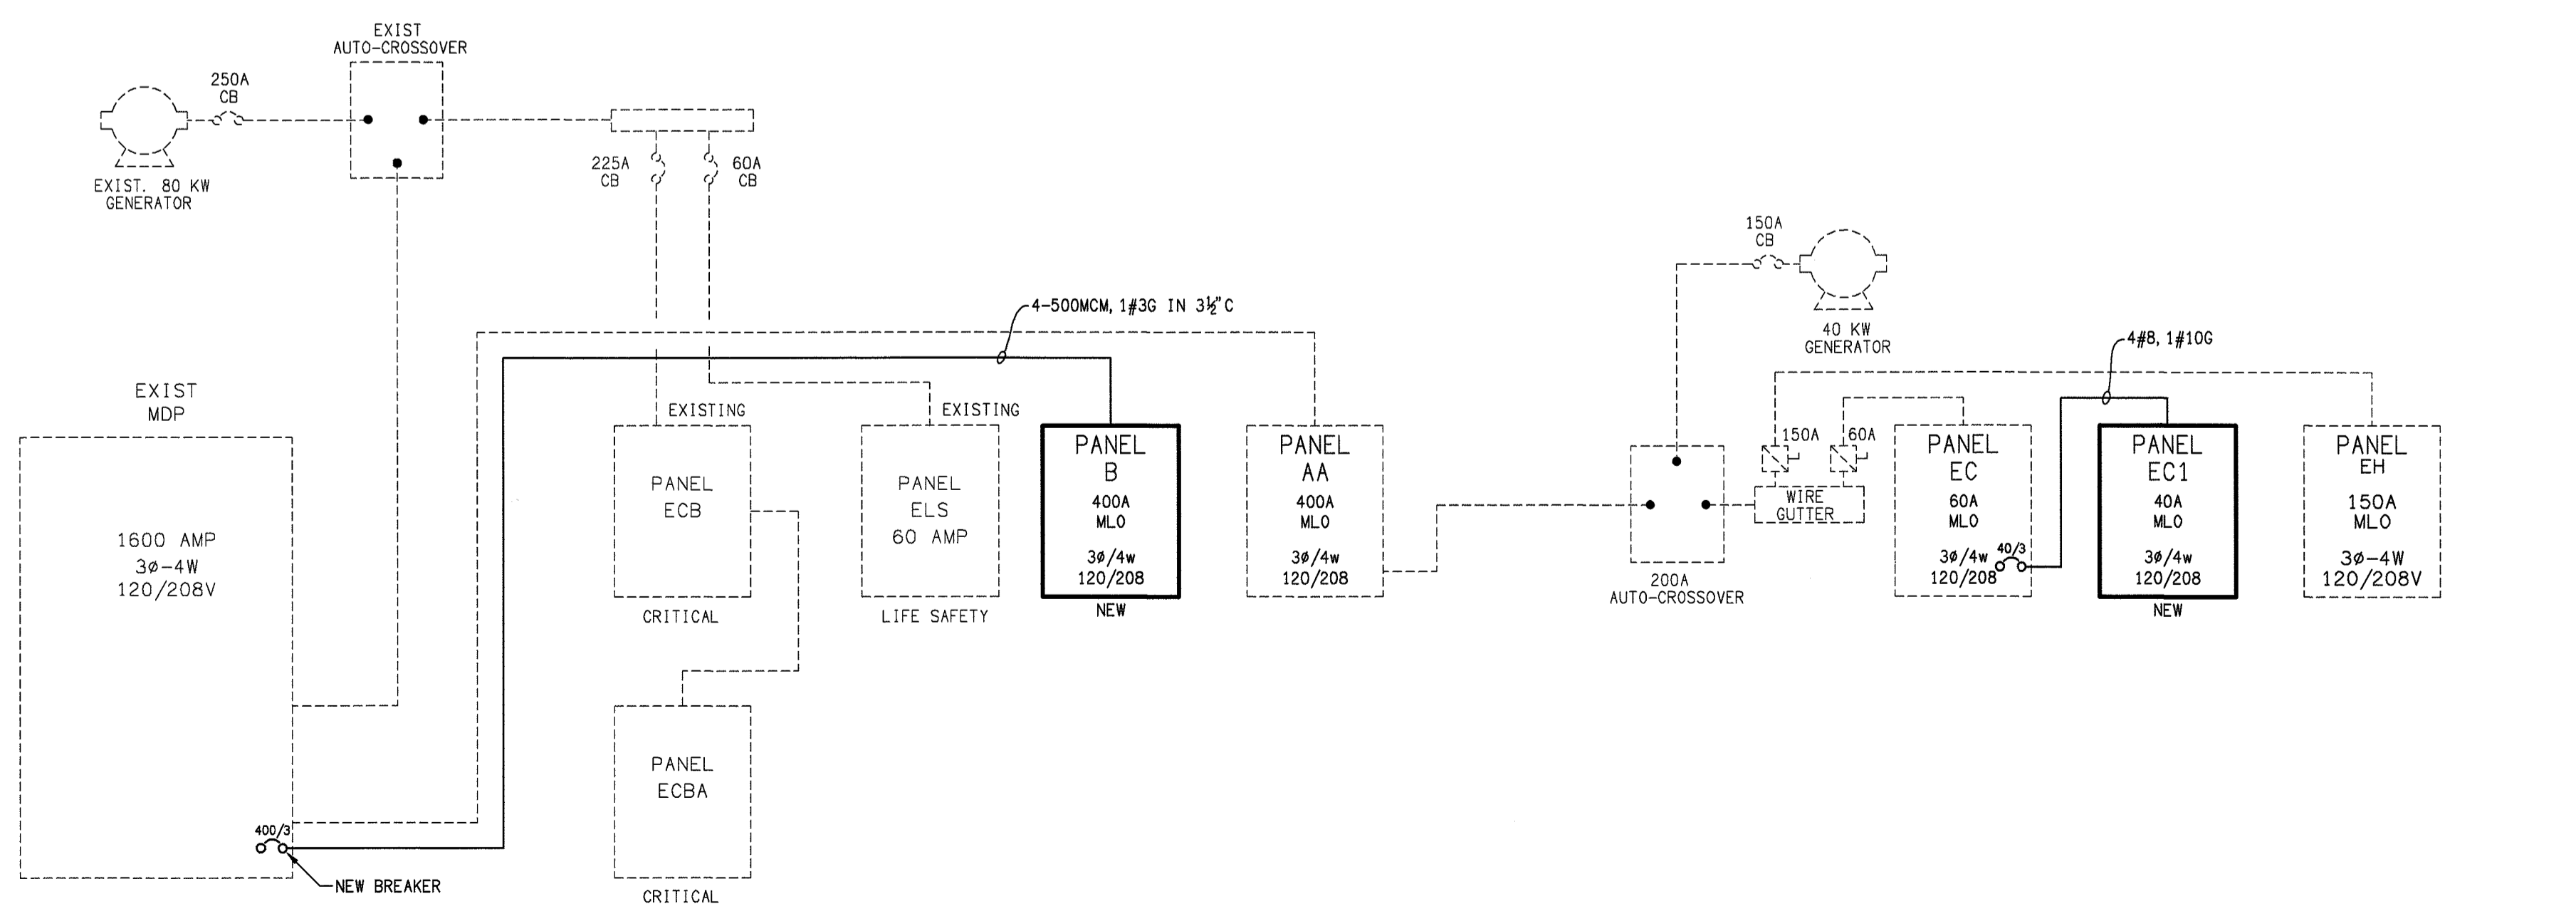 EXIST
AUTO-CROSSOVER
250A
CB
EXIST. 80 KW
GENERATOR
225A
CB
60A
CB
150A
CB
40 KW
GENERATOR
4-500MCM, 1#3G IN 3½"C
4#8, 1#10G
EXIST
MDP
1600 AMP
3ø-4W
120/208V
400/3
NEW BREAKER
EXISTING
PANEL
ECB
CRITICAL
PANEL
ECBA
CRITICAL
EXISTING
PANEL
ELS
60 AMP
LIFE SAFETY
PANEL
B
400A
MLO
3ø/4w
120/208
NEW
PANEL
AA
400A
MLO
3ø/4w
120/208
200A
AUTO-CROSSOVER
150A
60A
WIRE
GUTTER
PANEL
EC
60A
MLO
3ø/4w
120/208
40/3
PANEL
EC1
40A
MLO
3ø/4w
120/208
NEW
PANEL
EH
150A
MLO
3ø-4W
120/208V